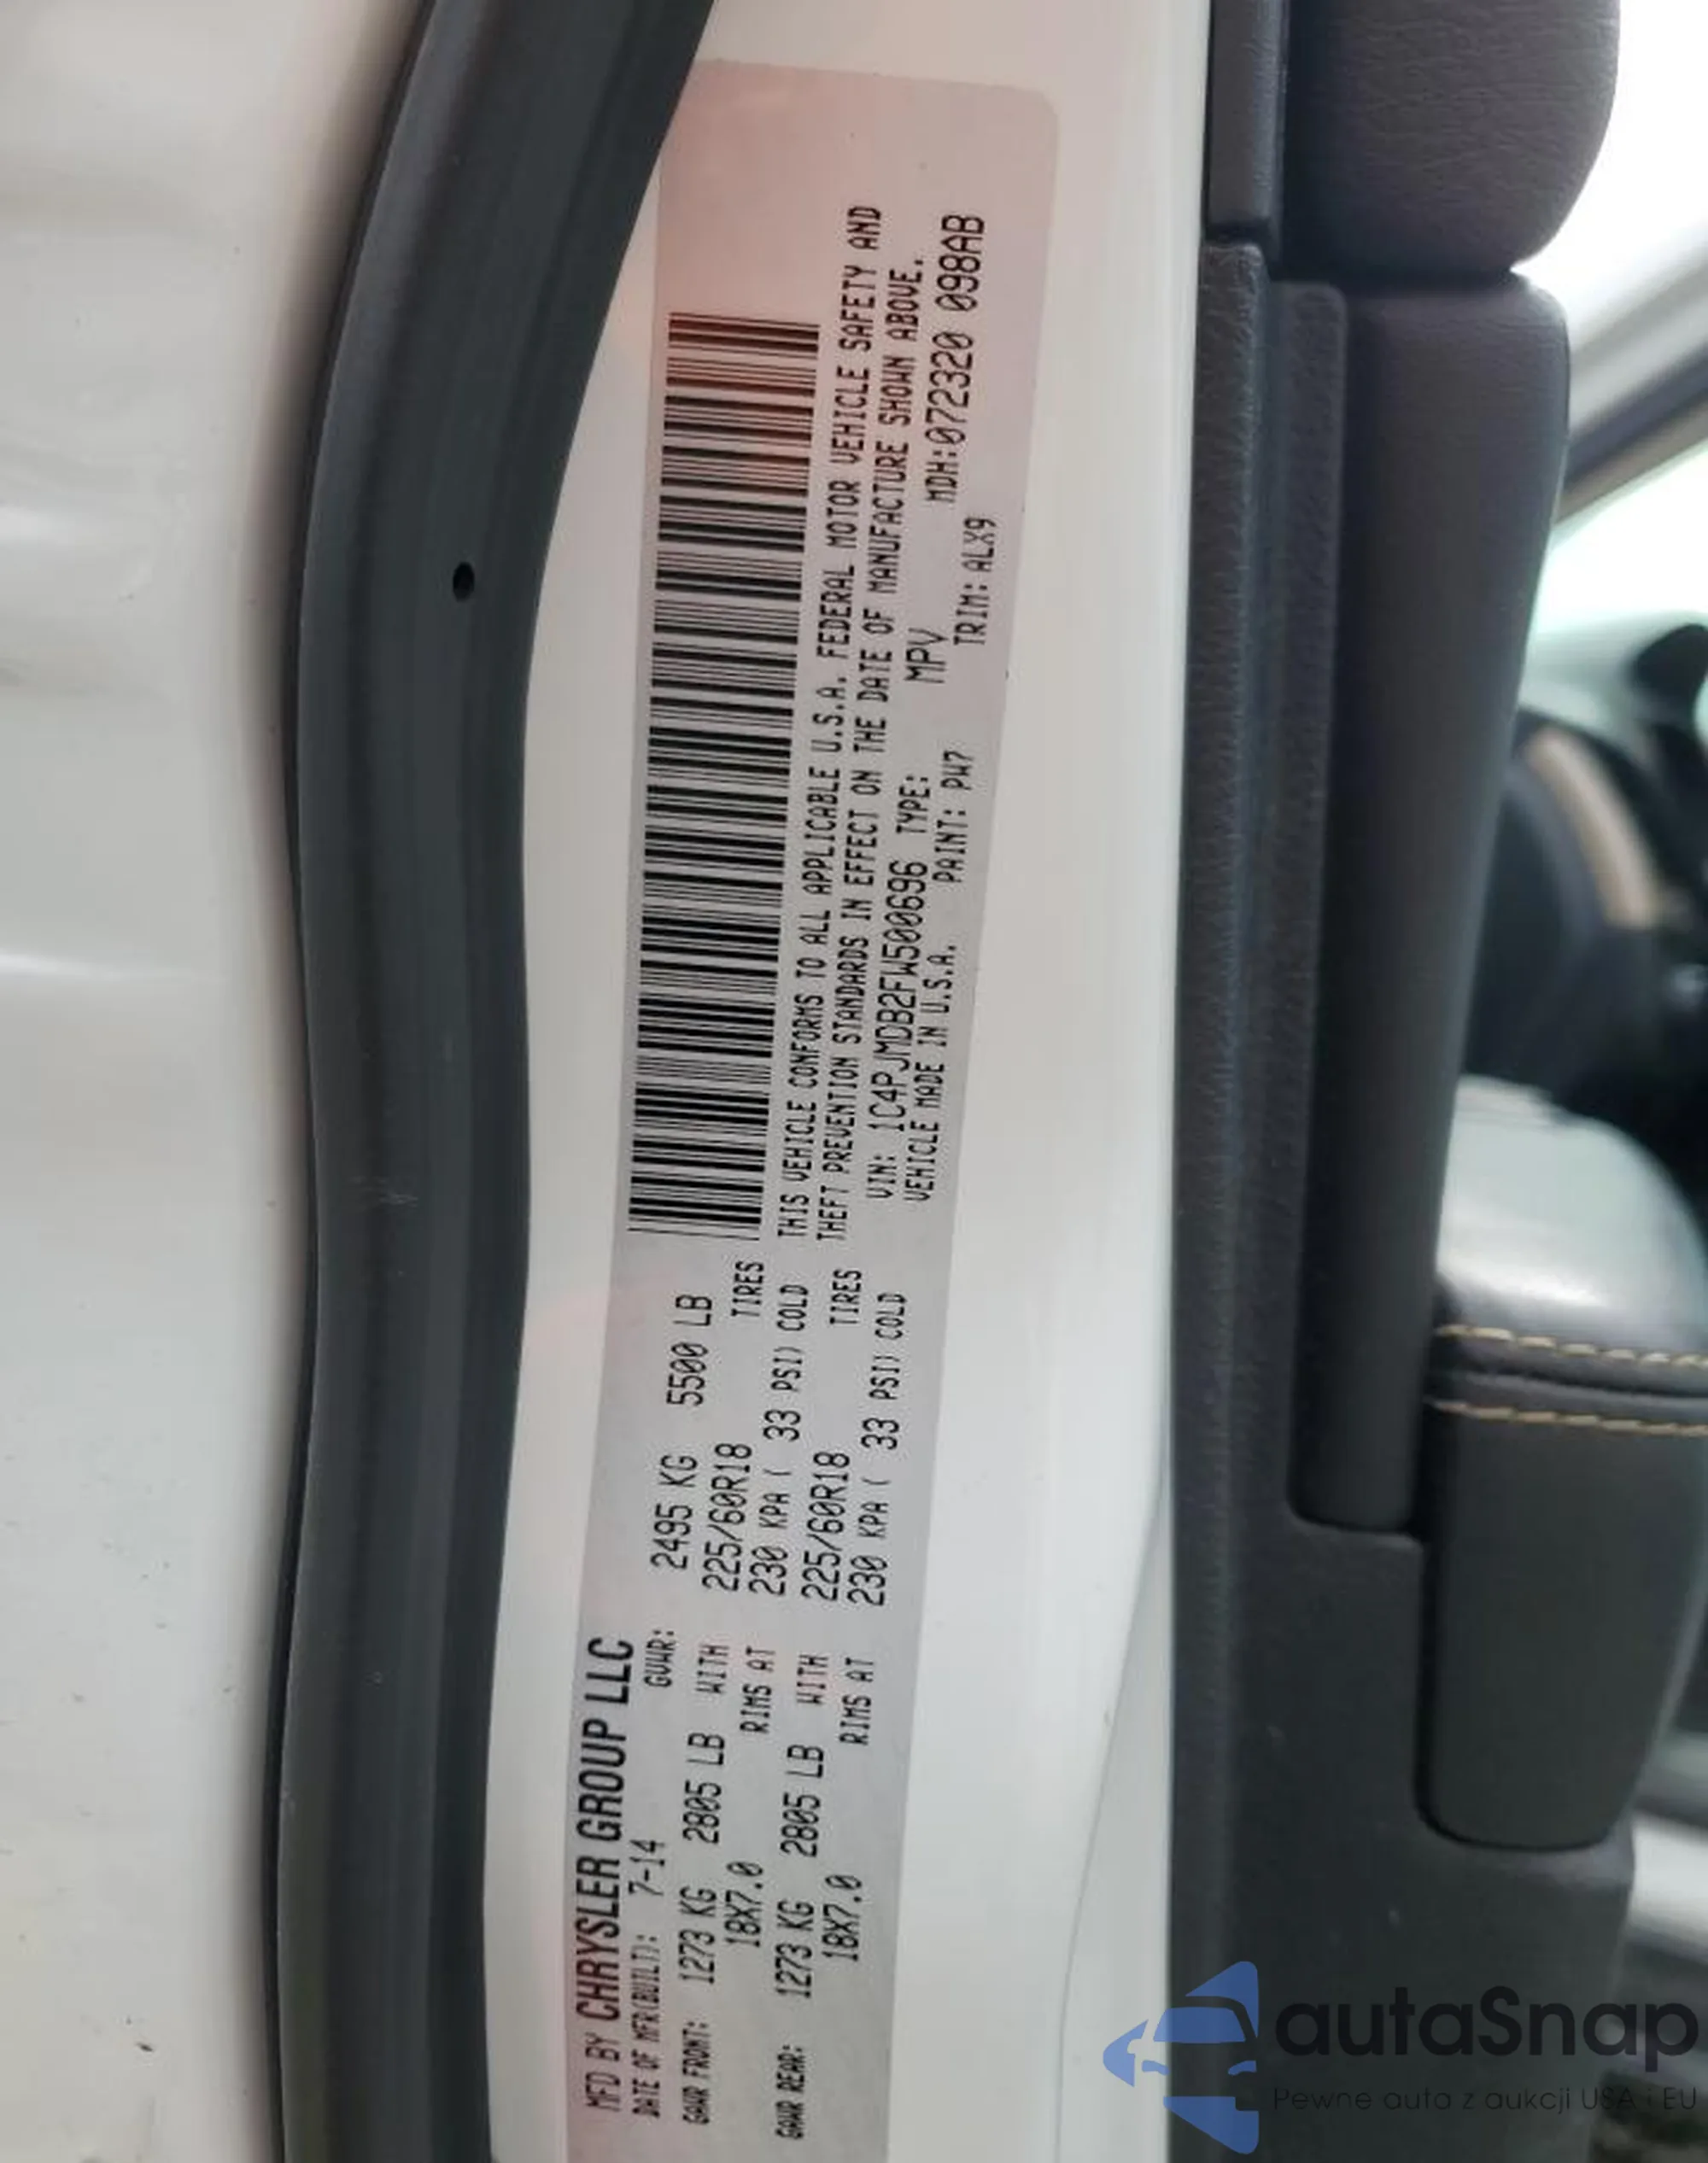 MFD BY CHRYSLER GROUP LLC
DATE OF MFR(BUILT): 7-14 GVWR: 2495 KG 5500 LB
GAWR FRONT: 1273 KG 2805 LB WITH 225/60R18 TIRES
18X7.0 RIMS AT 230 KPA ( 33 PSI) COLD
GAWR REAR: 1273 KG 2805 LB WITH 225/60R18 TIRES
18X7.0 RIMS AT 230 KPA ( 33 PSI) COLD
THIS VEHICLE CONFORMS TO ALL APPLICABLE U.S.A. FEDERAL MOTOR VEHICLE SAFETY AND
THEFT PREVENTION STANDARDS IN EFFECT ON THE DATE OF MANUFACTURE SHOWN ABOVE.
VIN: 1C4PJMDB2FW500696 TYPE: MPV MDH:072320 098AB
VEHICLE MADE IN U.S.A. PAINT: PW7 TRIM: ALX9
autaSnap
Pewne auta z aukcji USA i EU